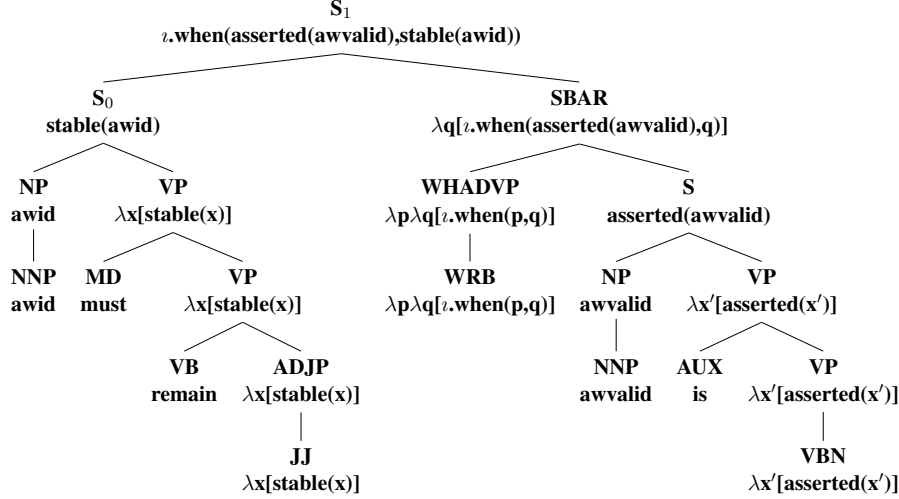 S₁
ɩ.when(asserted(awvalid),stable(awid))
S₀ SBAR
stable(awid) λq[ɩ.when(asserted(awvalid),q)]
NP VP WHADVP S
awid λx[stable(x)] λpλq[ɩ.when(p,q)] asserted(awvalid)
NNP MD VP WRB NP VP
awid must λx[stable(x)] λpλq[ɩ.when(p,q)] awvalid λx′[asserted(x′)]
VB ADJP NNP AUX VP
remain λx[stable(x)] awvalid is λx′[asserted(x′)]
JJ VBN
λx[stable(x)] λx′[asserted(x′)]